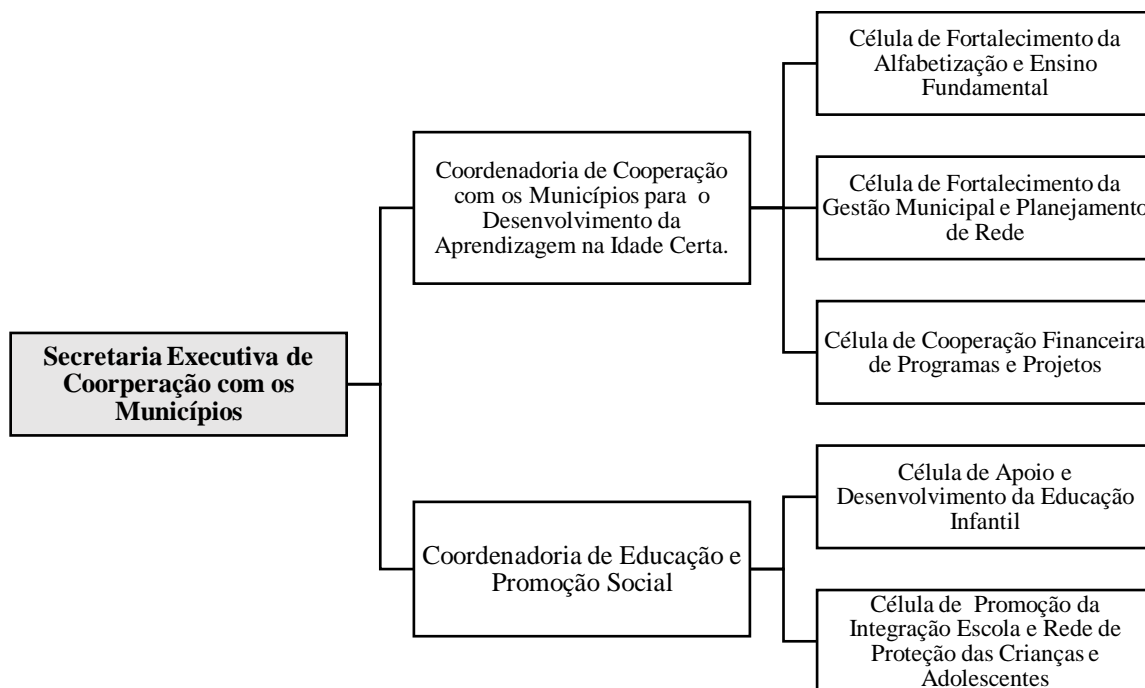 Secretaria Executiva de
Coorperação com os
Municípios
Coordenadoria de Cooperação
com os Municípios para o
Desenvolvimento da
Aprendizagem na Idade Certa.
Célula de Fortalecimento da
Alfabetização e Ensino
Fundamental
Célula de Fortalecimento da
Gestão Municipal e Planejamento
de Rede
Célula de Cooperação Financeira
de Programas e Projetos
Coordenadoria de Educação e
Promoção Social
Célula de Apoio e
Desenvolvimento da Educação
Infantil
Célula de Promoção da
Integração Escola e Rede de
Proteção das Crianças e
Adolescentes